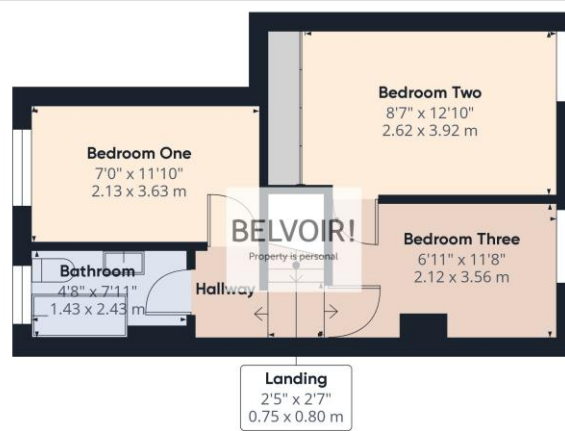 Bedroom Two
8'7" x 12'10"
2.62 x 3.92 m
Bedroom One
7'0" x 11'10"
2.13 x 3.63 m
BELVOIR!
Property is personal
Bedroom Three
6'11" x 11'8"
2.12 x 3.56 m
Bathroom
4'8" x 7'11"
1.43 x 2.43 m
Hallway
Landing
2'5" x 2'7"
0.75 x 0.80 m